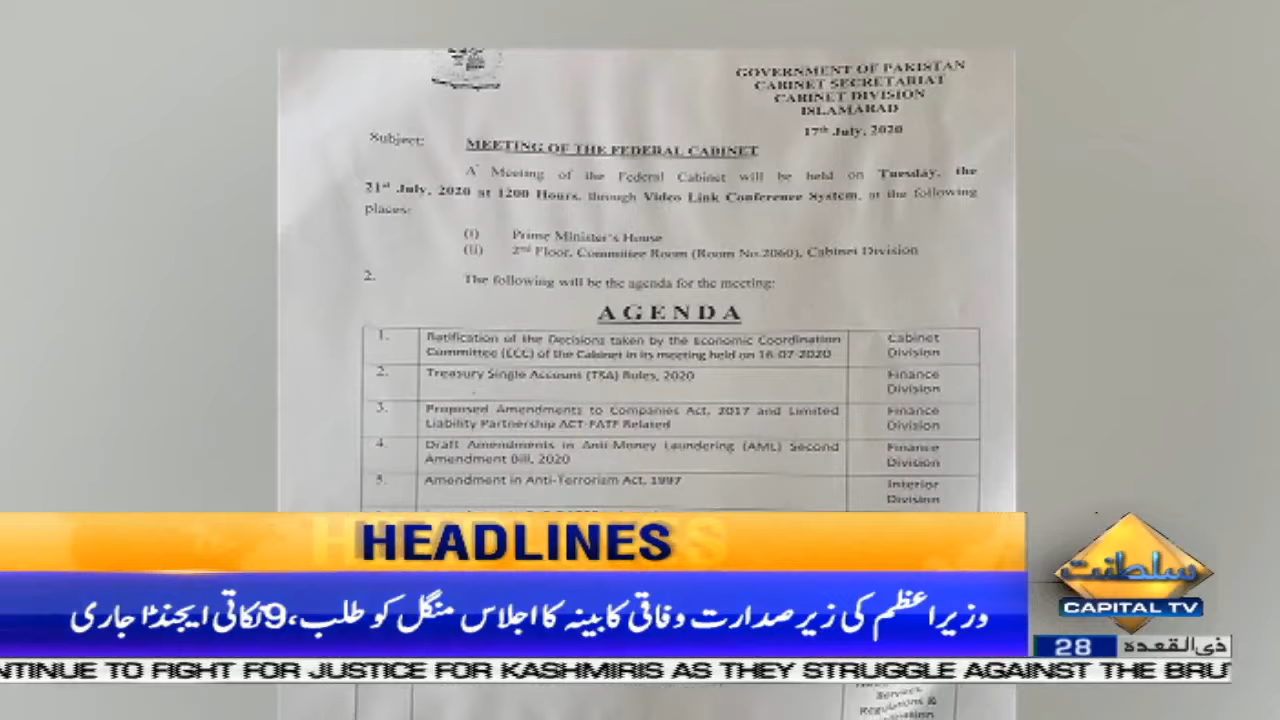 GOVERNMENT OF PAKISTAN
CABINET SECRETARIAT
CABINET DIVISION
ISLAMABAD
17th July, 2020
Subject: MEETING OF THE FEDERAL CABINET
A Meeting of the Federal Cabinet will be held on Tuesday, the
21st July, 2020 at 1200 Hours, through Video Link Conference System, at the following
places:
(i) Prime Minister's House
(ii) 2nd Floor, Committee Room (Room No.2060), Cabinet Division
2. The following will be the agenda for the meeting:
AGENDA
1. Ratification of the Decisions taken by the Economic Coordination Cabinet
Committee (ECC) of the Cabinet in its meeting held on 16-07-2020 Division
2. Treasury Single Account (TSA) Rules, 2020 Finance
Division
3. Proposed Amendments to Companies Act, 2017 and Limited Finance
Liability Partnership ACT-FATF Related Division
4. Draft Amendments in Anti-Money Laundering (AML) Second Finance
Amendment Bill, 2020 Division
5. Amendment in Anti-Terrorism Act, 1997 Interior
Division
HEADLINES
وزیراعظم کی زیر صدارت وفاقی کابینہ کا اجلاس منگل کو طلب، 9 نکاتی ایجنڈا جاری
سلطنت
CAPITAL TV
28 ذی القعدہ
NTINUE TO FIGHT FOR JUSTICE FOR KASHMIRIS AS THEY STRUGGLE AGAINST THE BRU
Services
Regulations &